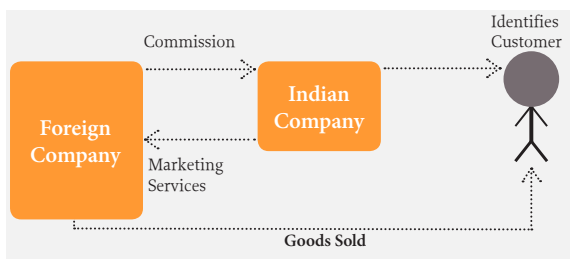 Identifies
Customer
Commission
Indian
Company
Foreign
Company
Marketing
Services
Goods Sold